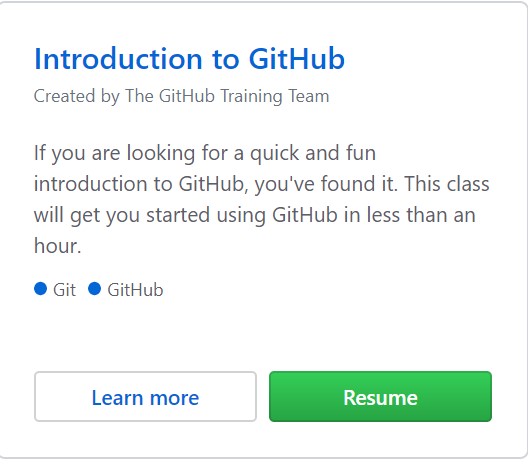 Introduction to GitHub
Created by The GitHub Training Team
If you are looking for a quick and fun
introduction to GitHub, you've found it. This class
will get you started using GitHub in less than an
hour.
Git GitHub
Learn more Resume